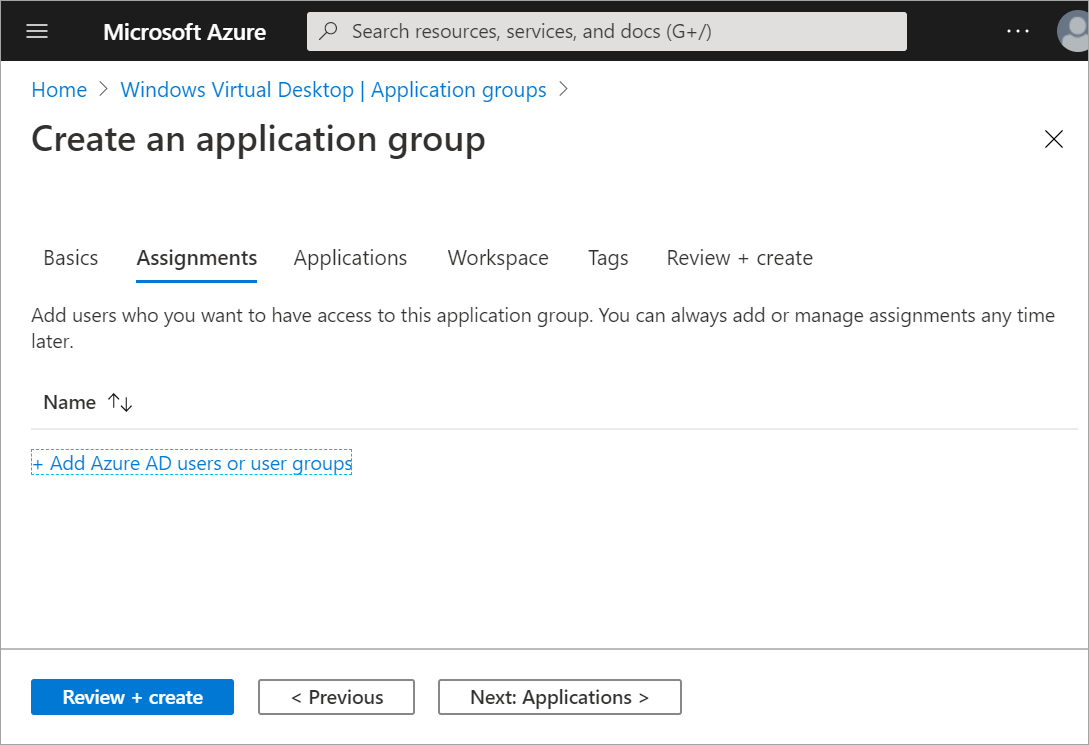 Microsoft Azure
Search resources, services, and docs (G+/)
Home > Windows Virtual Desktop | Application groups >
Create an application group
Basics Assignments Applications Workspace Tags Review + create
Add users who you want to have access to this application group. You can always add or manage assignments any time
later.
Name
+ Add Azure AD users or user groups
Review + create
< Previous
Next: Applications >